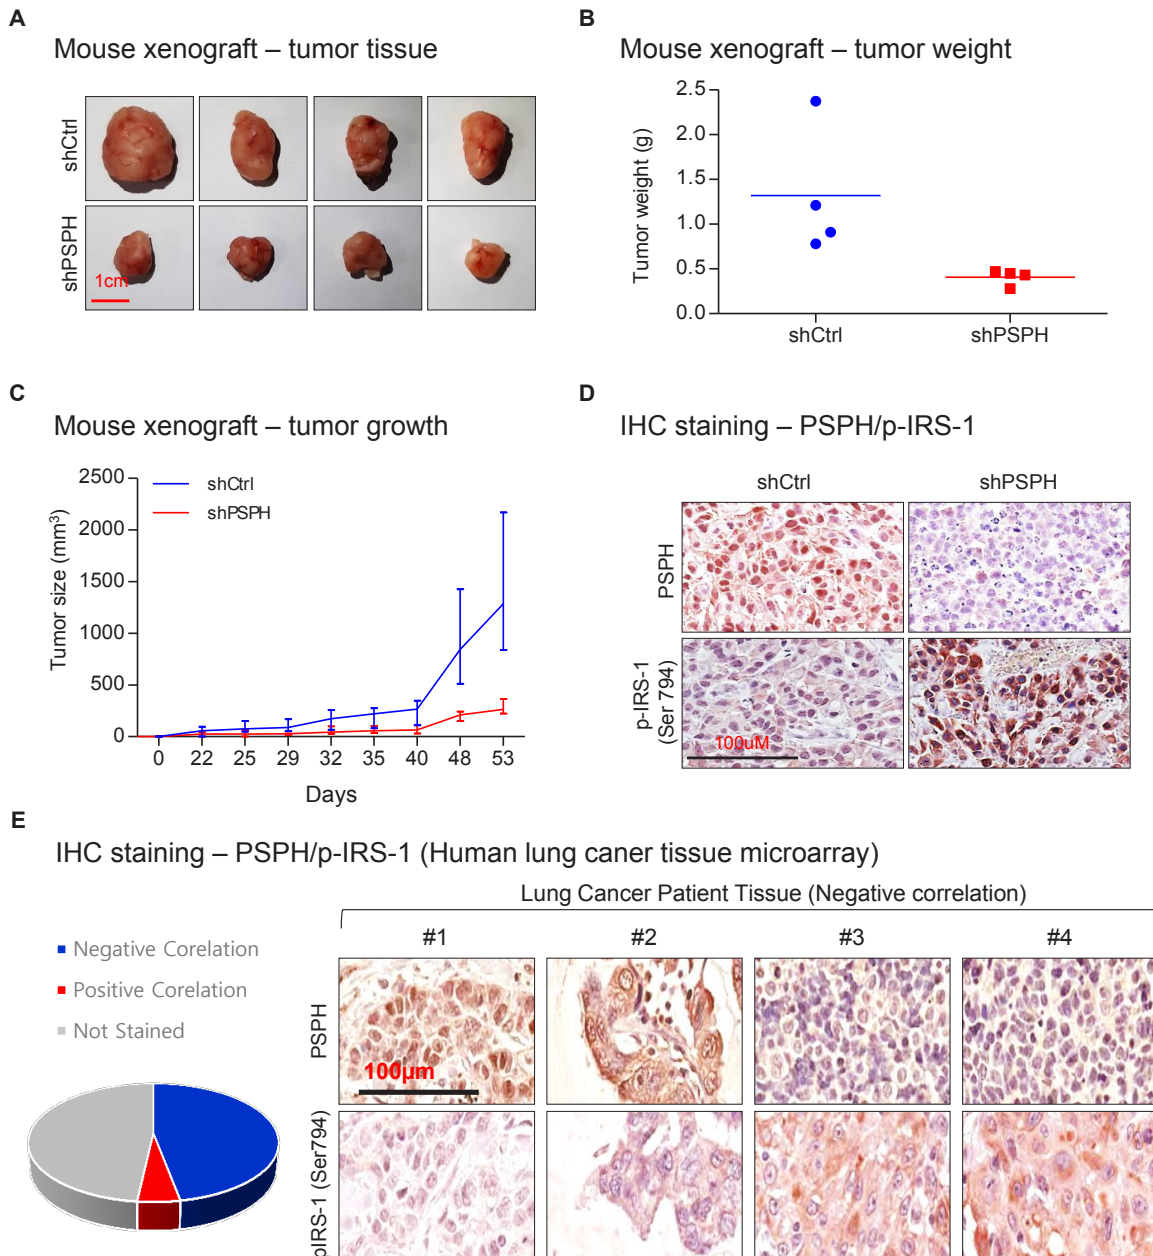 A
Mouse xenograft – tumor tissue
shCtrl
shPSPH
1cm
B
Mouse xenograft – tumor weight
Tumor weight (g)
2.5
2.0
1.5
1.0
0.5
0.0
shCtrl
shPSPH
C
Mouse xenograft – tumor growth
Tumor size (mm³)
2500
2000
1500
1000
500
0
shCtrl
shPSPH
0 22 25 29 32 35 40 48 53
Days
D
IHC staining – PSPH/p-IRS-1
shCtrl
shPSPH
PSPH
p-IRS-1
(Ser 794)
100uM
E
IHC staining – PSPH/p-IRS-1 (Human lung caner tissue microarray)
Negative Corelation
Positive Corelation
Not Stained
Lung Cancer Patient Tissue (Negative correlation)
#1 #2 #3 #4
PSPH
100µm
pIRS-1 (Ser794)